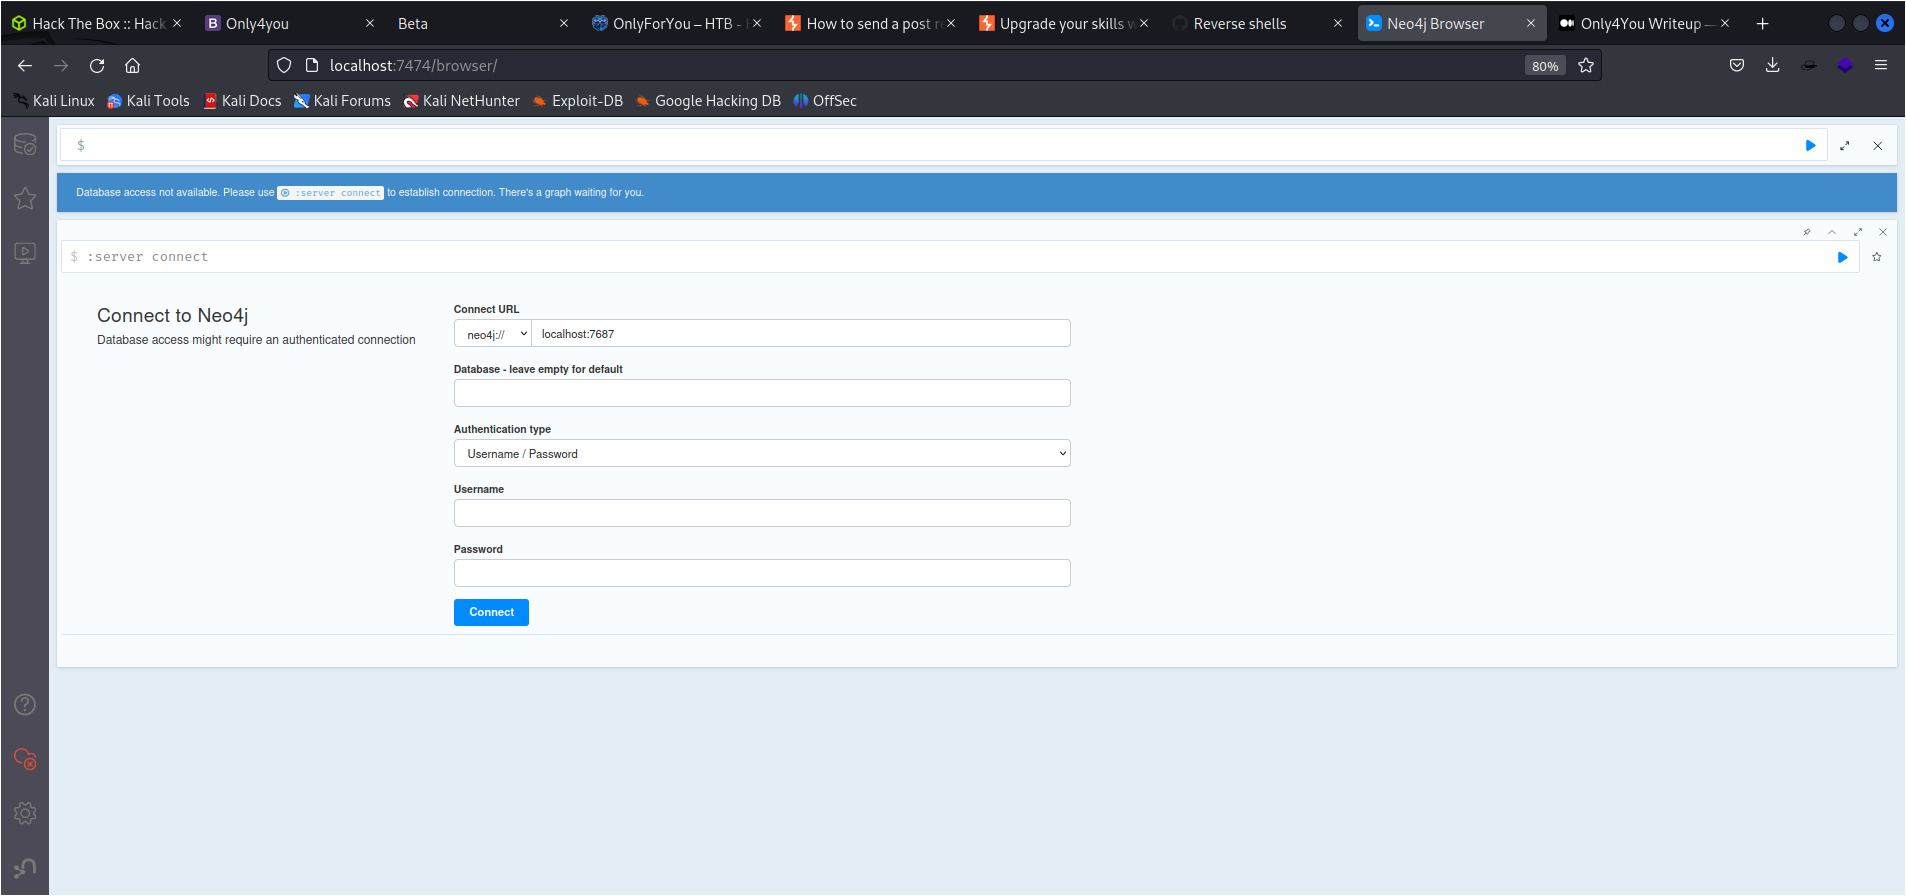 Hack The Box :: Hack
Only4you
Beta
OnlyForYou – HTB -
How to send a post re
Upgrade your skills w
Reverse shells
Neo4j Browser
Only4You Writeup —
localhost:7474/browser/
80%
Kali Linux
Kali Tools
Kali Docs
Kali Forums
Kali NetHunter
Exploit-DB
Google Hacking DB
OffSec
$
Database access not available. Please use :server connect to establish connection. There's a graph waiting for you.
$ :server connect
Connect to Neo4j
Database access might require an authenticated connection
Connect URL
neo4j://
localhost:7687
Database - leave empty for default
Authentication type
Username / Password
Username
Password
Connect